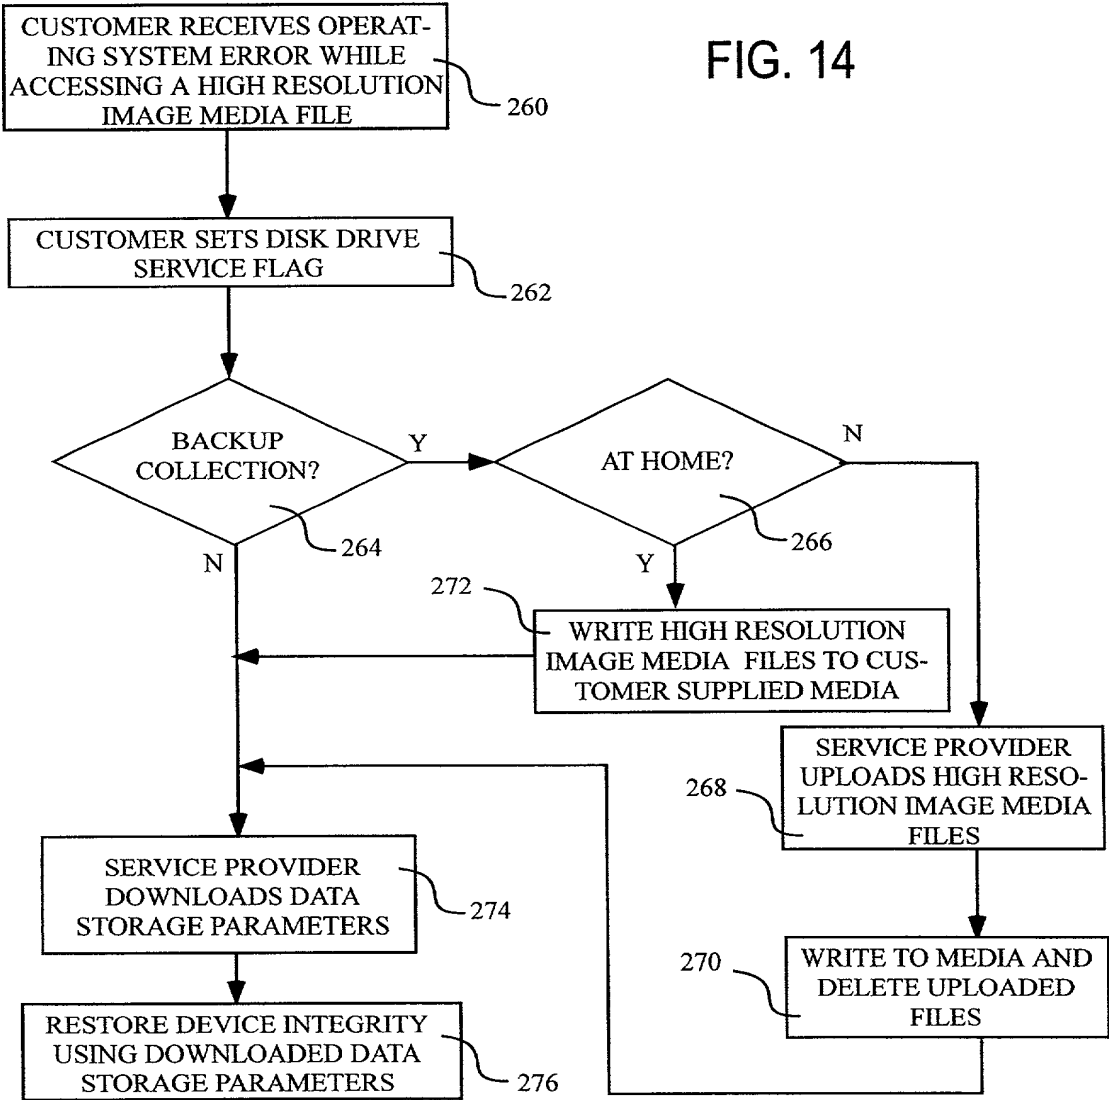 FIG. 14
CUSTOMER RECEIVES OPERAT-
ING SYSTEM ERROR WHILE
ACCESSING A HIGH RESOLUTION
IMAGE MEDIA FILE
260
CUSTOMER SETS DISK DRIVE
SERVICE FLAG
262
BACKUP
COLLECTION?
Y
N
264
AT HOME?
N
Y
266
272
WRITE HIGH RESOLUTION
IMAGE MEDIA FILES TO CUS-
TOMER SUPPLIED MEDIA
SERVICE PROVIDER
UPLOADS HIGH RESO-
LUTION IMAGE MEDIA
FILES
268
WRITE TO MEDIA AND
DELETE UPLOADED
FILES
270
SERVICE PROVIDER
DOWNLOADS DATA
STORAGE PARAMETERS
274
RESTORE DEVICE INTEGRITY
USING DOWNLOADED DATA
STORAGE PARAMETERS
276